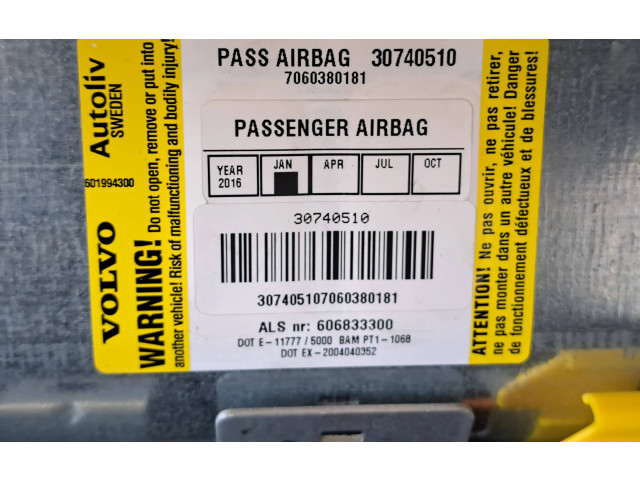 PASS AIRBAG 30740510
7060380181
PASSENGER AIRBAG
YEAR 2016 JAN APR JUL OCT
30740510
307405107060380181
ALS nr: 606833300
DOT E-11777 / 5000 BAM PT1-1068
DOT EX-2004040352
Autoliv
SWEDEN
601994300
VOLVO
WARNING! Do not open, remove or put into
another vehicle! Risk of malfunctioning and bodily injury!
ATTENTION! Ne pas ouvrir, ne pas retirer,
ne pas monter dans un autre véhicule! Danger
de fonctionnement défectueux et de blessures!